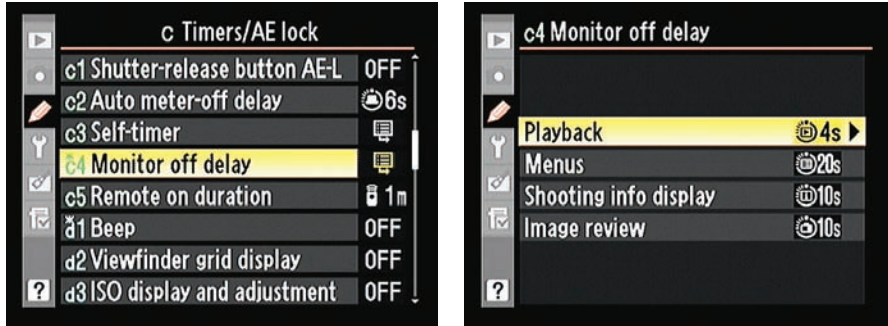 c Timers/AE lock
c1 Shutter-release button AE-L OFF
c2 Auto meter-off delay 6s
c3 Self-timer
c4 Monitor off delay
c5 Remote on duration 1m
d1 Beep OFF
d2 Viewfinder grid display OFF
d3 ISO display and adjustment OFF
?
c4 Monitor off delay
Playback 4s
Menus 20s
Shooting info display 10s
Image review 10s
?